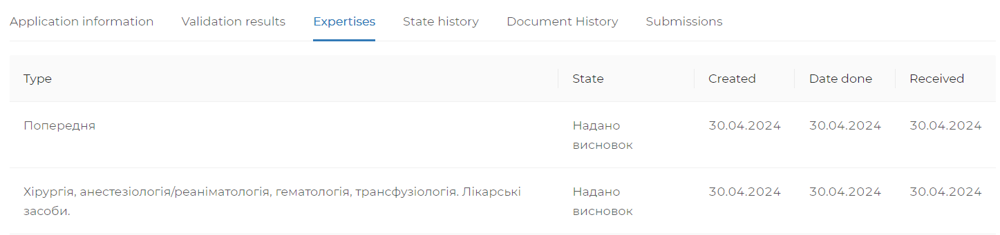 Application information Validation results Expertises State history Document History Submissions
Type State Created Date done Received
Попередня Надано 30.04.2024 30.04.2024 30.04.2024
висновок
Хірургія, анестезіологія/реаніматологія, гематологія, трансфузіологія. Лікарські Надано 30.04.2024 30.04.2024 30.04.2024
засоби. висновок